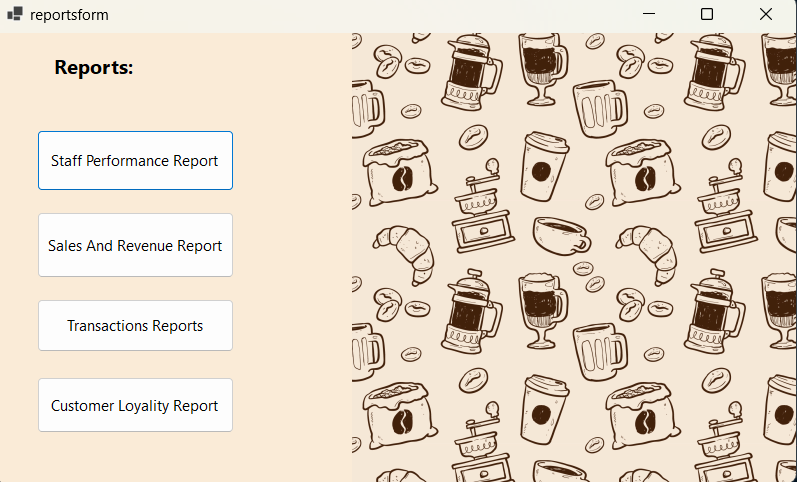 reportsform
Reports:
Staff Performance Report
Sales And Revenue Report
Transactions Reports
Customer Loyality Report